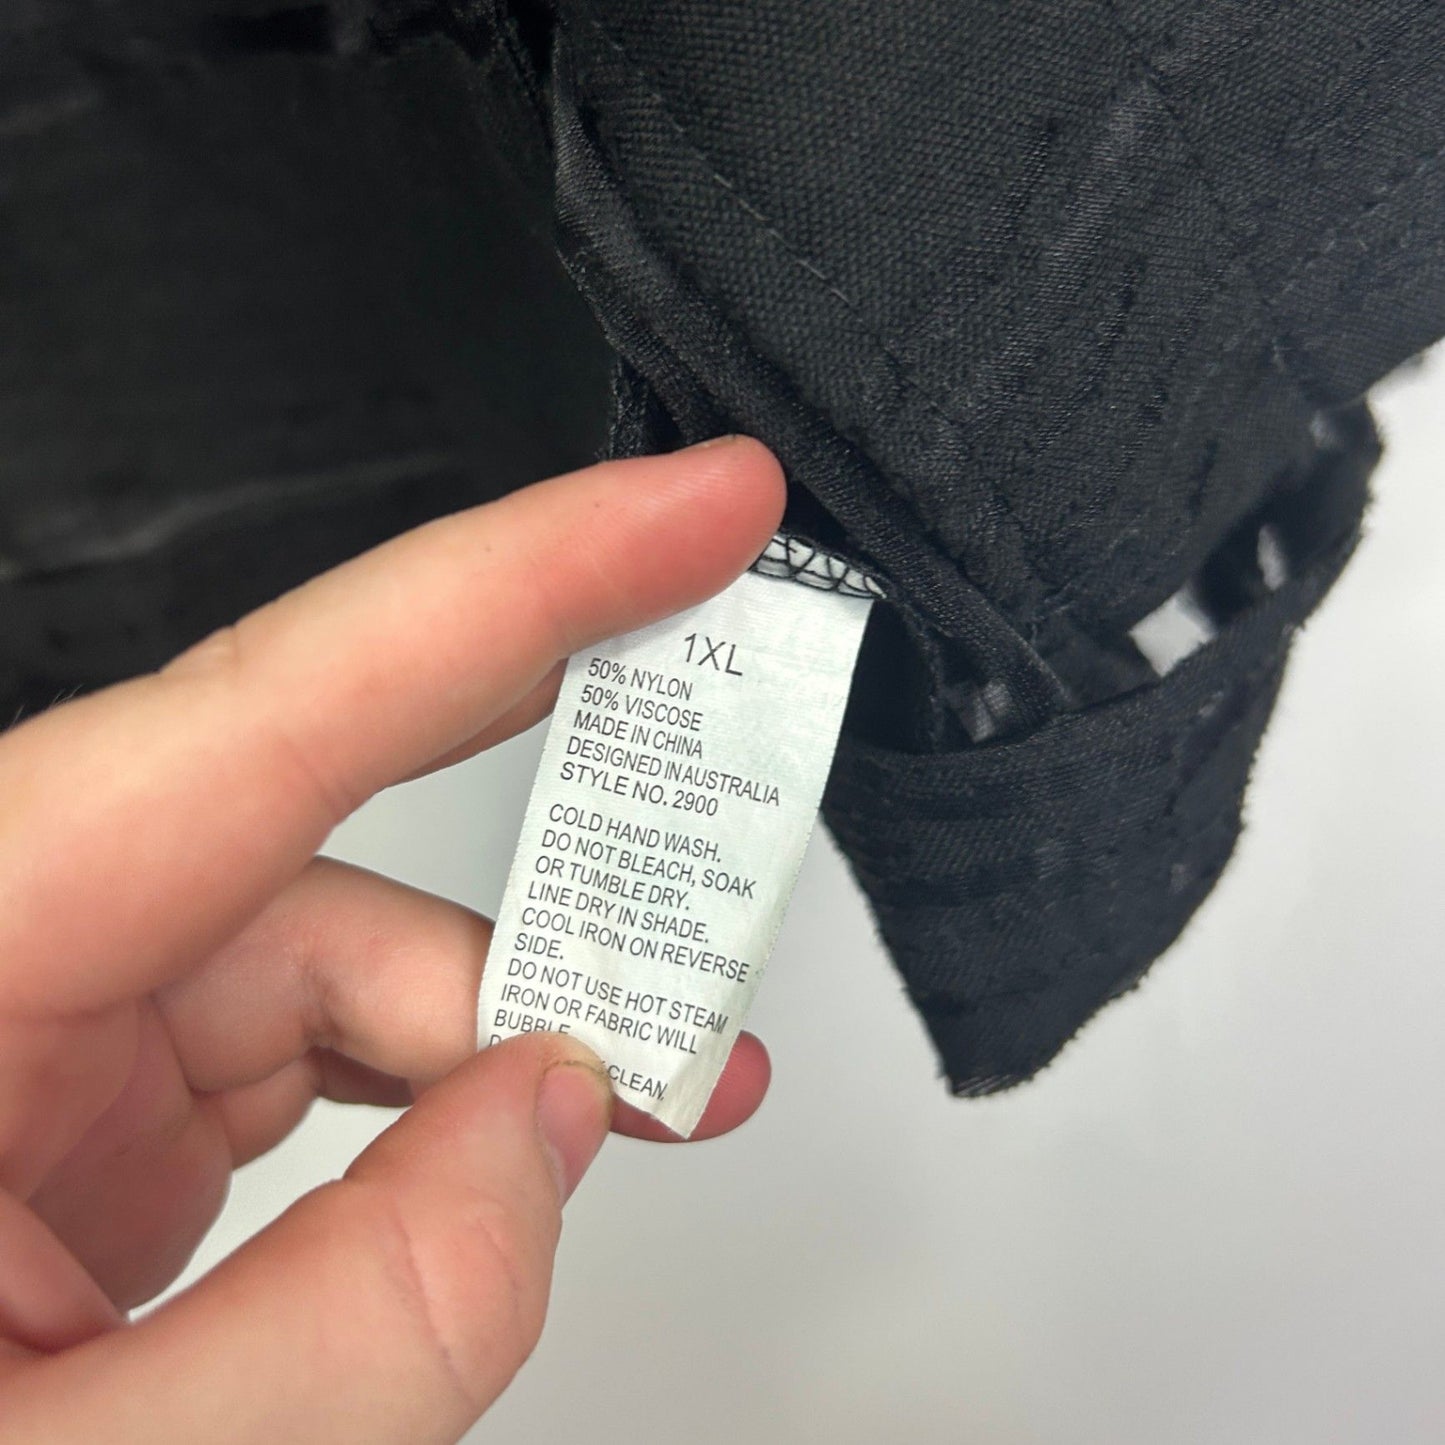 1XL
50% NYLON
50% VISCOSE
MADE IN CHINA
DESIGNED IN AUSTRALIA
STYLE NO. 2900
COLD HAND WASH.
DO NOT BLEACH, SOAK
OR TUMBLE DRY.
LINE DRY IN SHADE.
COOL IRON ON REVERSE
SIDE.
DO NOT USE HOT STEAM
IRON OR FABRIC WILL
BUBBLE
CLEAN.